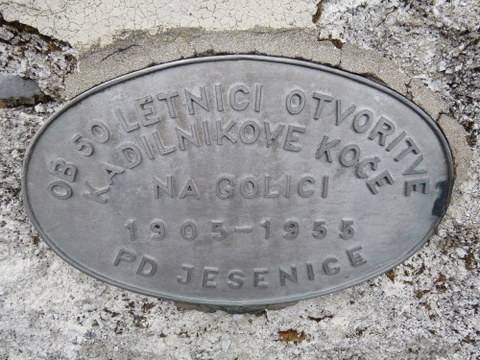 OB 50 LETNICI OTVORITVE
KADILNIKOVE KOČE
NA GOLICI
1905-1955
PD JESENICE